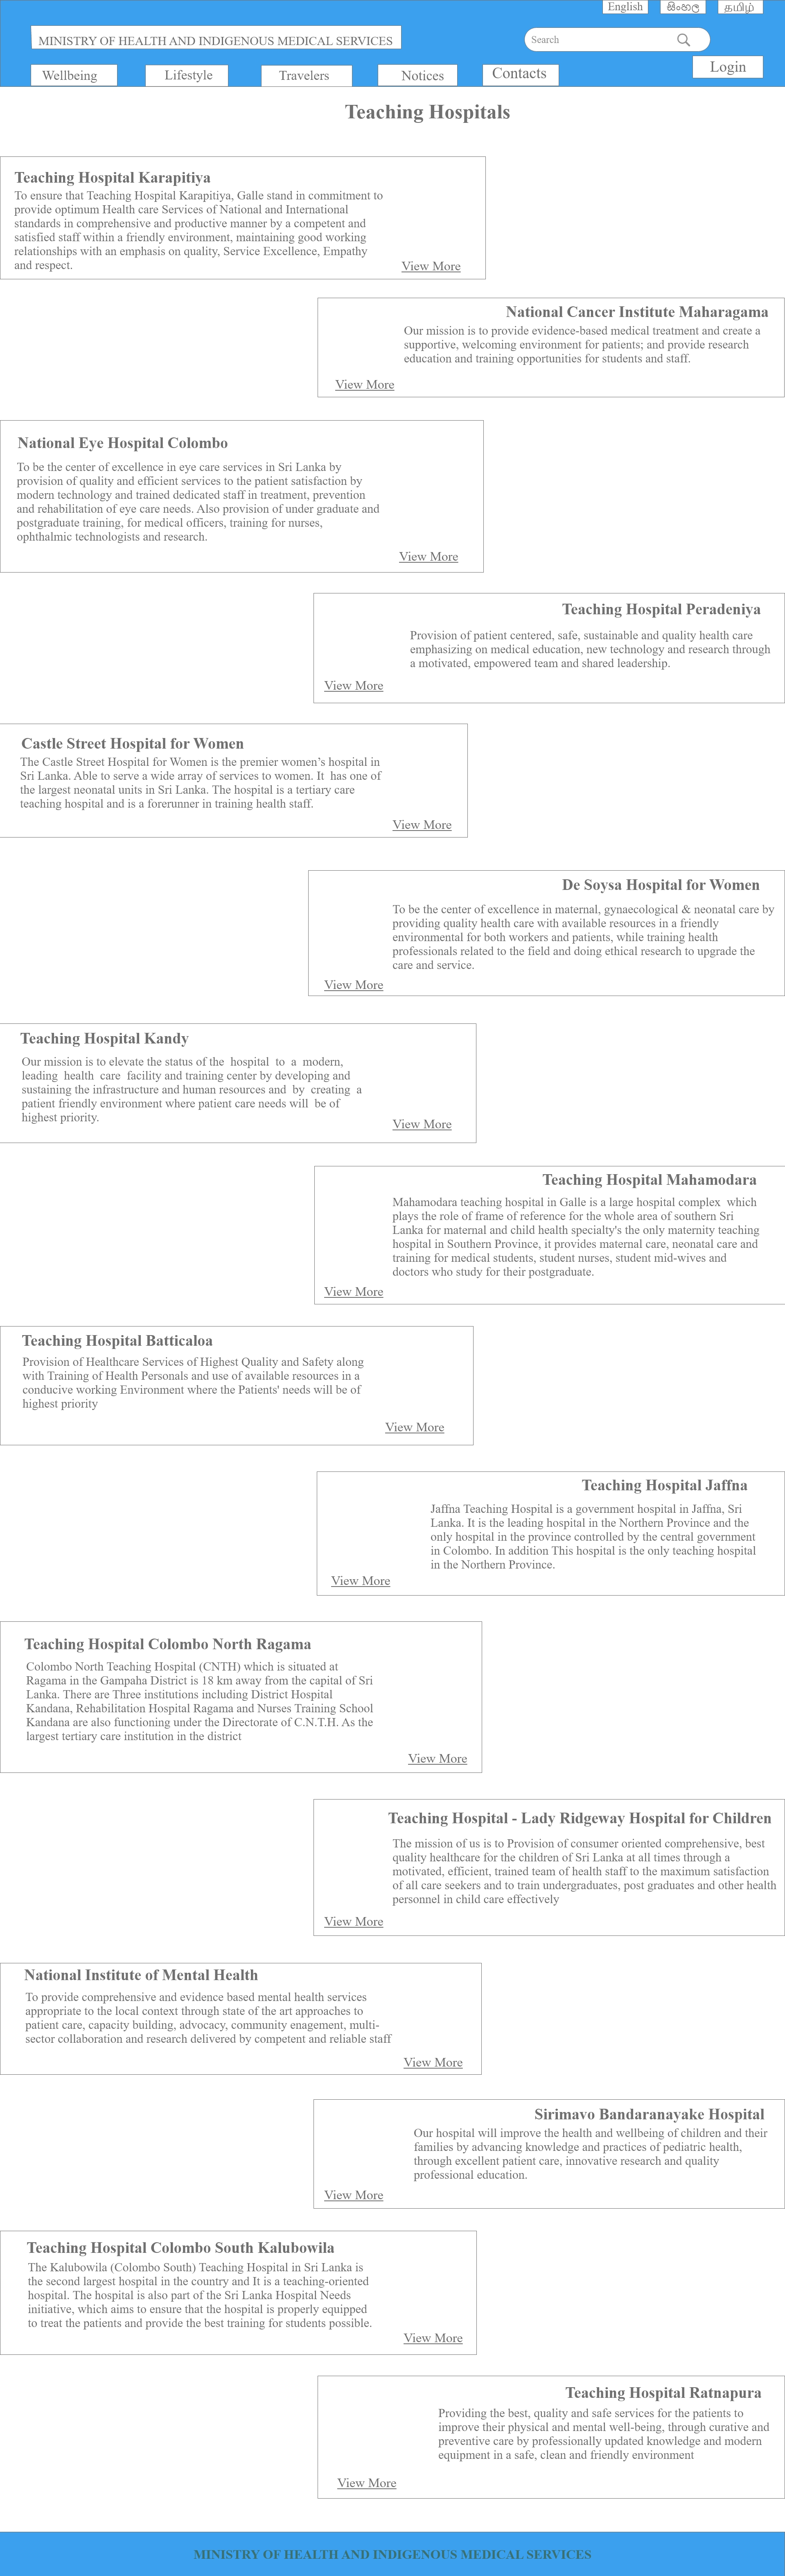 English සිංහල தமிழ்
MINISTRY OF HEALTH AND INDIGENOUS MEDICAL SERVICES
Search
Login
Wellbeing Lifestyle Travelers Notices Contacts
Teaching Hospitals
Teaching Hospital Karapitiya
To ensure that Teaching Hospital Karapitiya, Galle stand in commitment to
provide optimum Health care Services of National and International
standards in comprehensive and productive manner by a competent and
satisfied staff within a friendly environment, maintaining good working
relationships with an emphasis on quality, Service Excellence, Empathy
and respect.
View More
National Cancer Institute Maharagama
Our mission is to provide evidence-based medical treatment and create a
supportive, welcoming environment for patients; and provide research
education and training opportunities for students and staff.
View More
National Eye Hospital Colombo
To be the center of excellence in eye care services in Sri Lanka by
provision of quality and efficient services to the patient satisfaction by
modern technology and trained dedicated staff in treatment, prevention
and rehabilitation of eye care needs. Also provision of under graduate and
postgraduate training, for medical officers, training for nurses,
ophthalmic technologists and research.
View More
Teaching Hospital Peradeniya
Provision of patient centered, safe, sustainable and quality health care
emphasizing on medical education, new technology and research through
a motivated, empowered team and shared leadership.
View More
Castle Street Hospital for Women
The Castle Street Hospital for Women is the premier women’s hospital in
Sri Lanka. Able to serve a wide array of services to women. It has one of
the largest neonatal units in Sri Lanka. The hospital is a tertiary care
teaching hospital and is a forerunner in training health staff.
View More
De Soysa Hospital for Women
To be the center of excellence in maternal, gynaecological & neonatal care by
providing quality health care with available resources in a friendly
environmental for both workers and patients, while training health
professionals related to the field and doing ethical research to upgrade the
care and service.
View More
Teaching Hospital Kandy
Our mission is to elevate the status of the hospital to a modern,
leading health care facility and training center by developing and
sustaining the infrastructure and human resources and by creating a
patient friendly environment where patient care needs will be of
highest priority.
View More
Teaching Hospital Mahamodara
Mahamodara teaching hospital in Galle is a large hospital complex which
plays the role of frame of reference for the whole area of southern Sri
Lanka for maternal and child health specialty's the only maternity teaching
hospital in Southern Province, it provides maternal care, neonatal care and
training for medical students, student nurses, student mid-wives and
doctors who study for their postgraduate.
View More
Teaching Hospital Batticaloa
Provision of Healthcare Services of Highest Quality and Safety along
with Training of Health Personals and use of available resources in a
conducive working Environment where the Patients' needs will be of
highest priority
View More
Teaching Hospital Jaffna
Jaffna Teaching Hospital is a government hospital in Jaffna, Sri
Lanka. It is the leading hospital in the Northern Province and the
only hospital in the province controlled by the central government
in Colombo. In addition This hospital is the only teaching hospital
in the Northern Province.
View More
Teaching Hospital Colombo North Ragama
Colombo North Teaching Hospital (CNTH) which is situated at
Ragama in the Gampaha District is 18 km away from the capital of Sri
Lanka. There are Three institutions including District Hospital
Kandana, Rehabilitation Hospital Ragama and Nurses Training School
Kandana are also functioning under the Directorate of C.N.T.H. As the
largest tertiary care institution in the district
View More
Teaching Hospital - Lady Ridgeway Hospital for Children
The mission of us is to Provision of consumer oriented comprehensive, best
quality healthcare for the children of Sri Lanka at all times through a
motivated, efficient, trained team of health staff to the maximum satisfaction
of all care seekers and to train undergraduates, post graduates and other health
personnel in child care effectively
View More
National Institute of Mental Health
To provide comprehensive and evidence based mental health services
appropriate to the local context through state of the art approaches to
patient care, capacity building, advocacy, community enagement, multi-
sector collaboration and research delivered by competent and reliable staff
View More
Sirimavo Bandaranayake Hospital
Our hospital will improve the health and wellbeing of children and their
families by advancing knowledge and practices of pediatric health,
through excellent patient care, innovative research and quality
professional education.
View More
Teaching Hospital Colombo South Kalubowila
The Kalubowila (Colombo South) Teaching Hospital in Sri Lanka is
the second largest hospital in the country and It is a teaching-oriented
hospital. The hospital is also part of the Sri Lanka Hospital Needs
initiative, which aims to ensure that the hospital is properly equipped
to treat the patients and provide the best training for students possible.
View More
Teaching Hospital Ratnapura
Providing the best, quality and safe services for the patients to
improve their physical and mental well-being, through curative and
preventive care by professionally updated knowledge and modern
equipment in a safe, clean and friendly environment
View More
MINISTRY OF HEALTH AND INDIGENOUS MEDICAL SERVICES